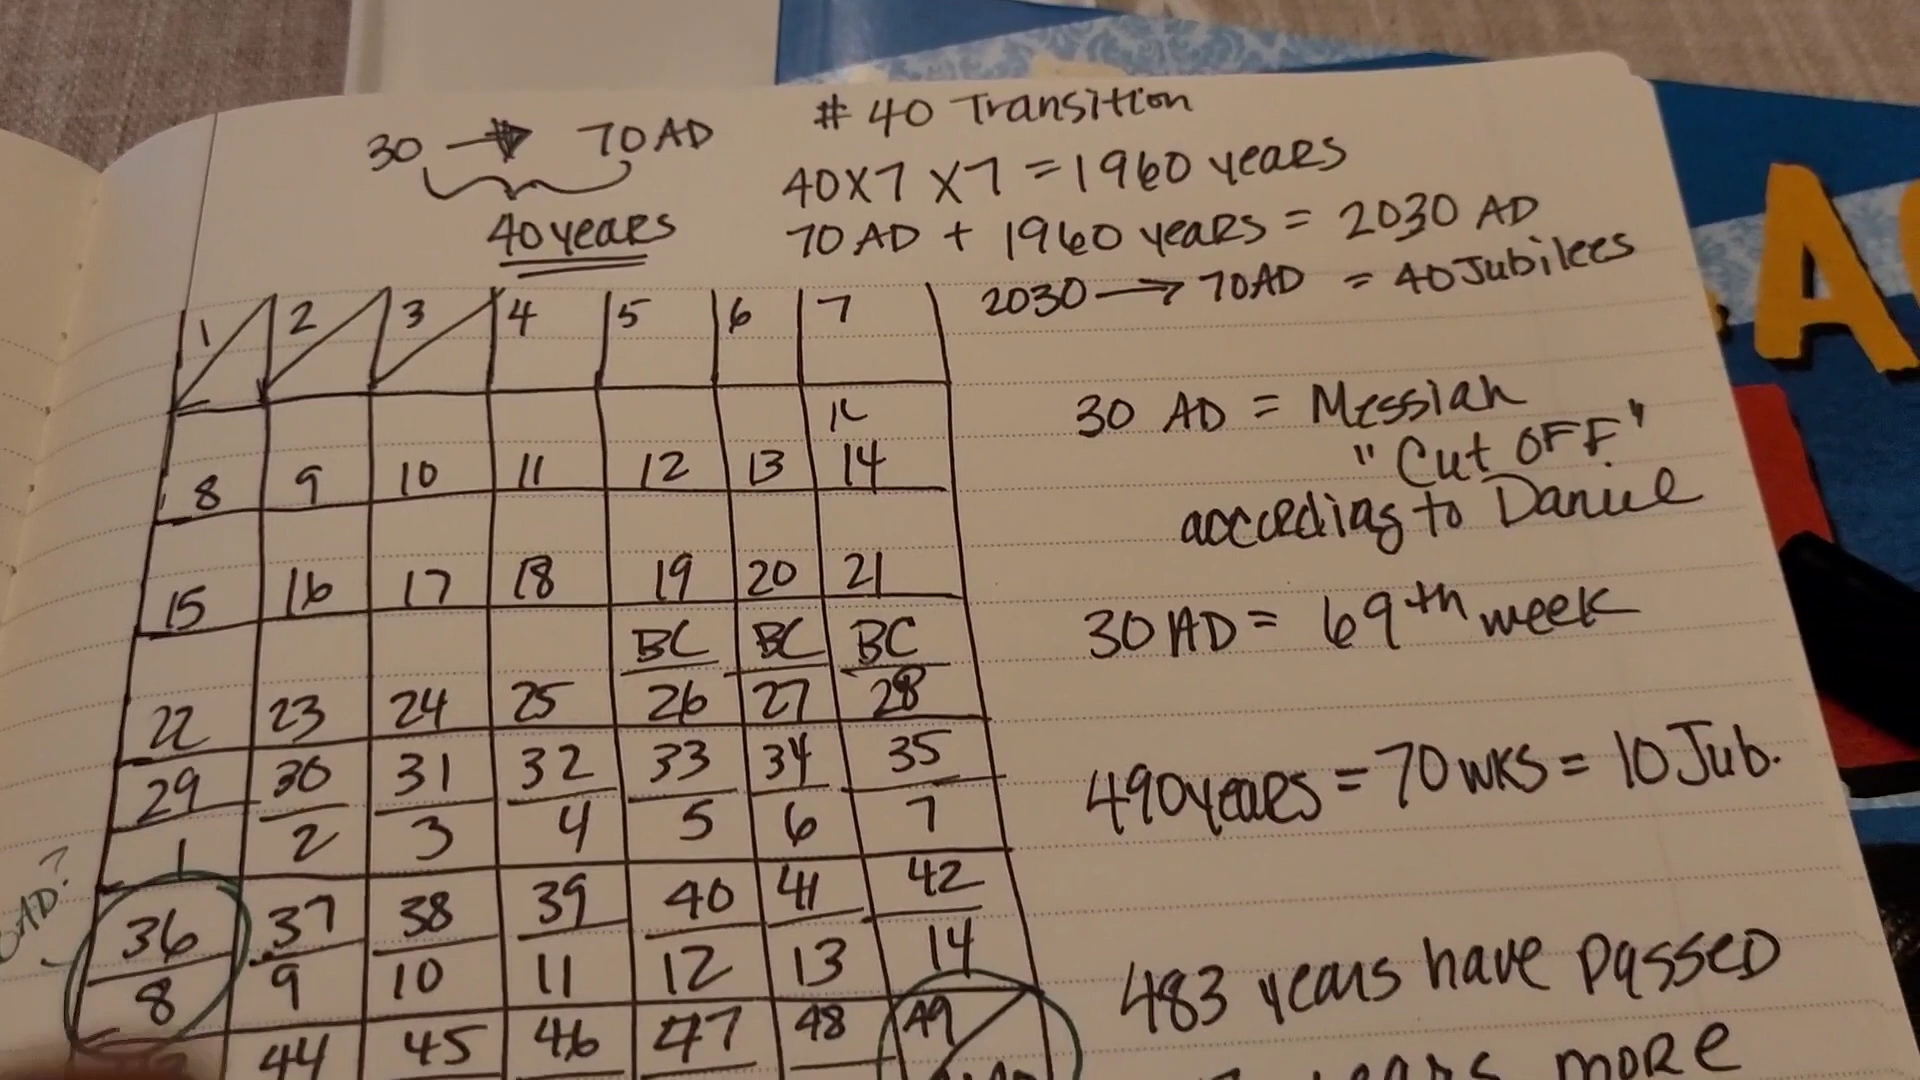 30 → 70 AD
40 years
# 40 Transition
40 X 7 X 7 = 1960 years
70 AD + 1960 years = 2030 AD
2030 → 70 AD = 40 Jubilees
1 2 3 4 5 6 7
8 9 10 11 12 13 14
15 16 17 18 19 20 21
BC BC BC
22 23 24 25 26 27 28
29 30 31 32 33 34 35
1 2 3 4 5 6 7
36 37 38 39 40 41 42
8 9 10 11 12 13 14
44 45 46 47 48 49
AD?
30 AD = Messiah
"Cut OFF"
according to Daniel
30 AD = 69th week
490 years = 70 wks = 10 Jub.
483 years have passed
more
A